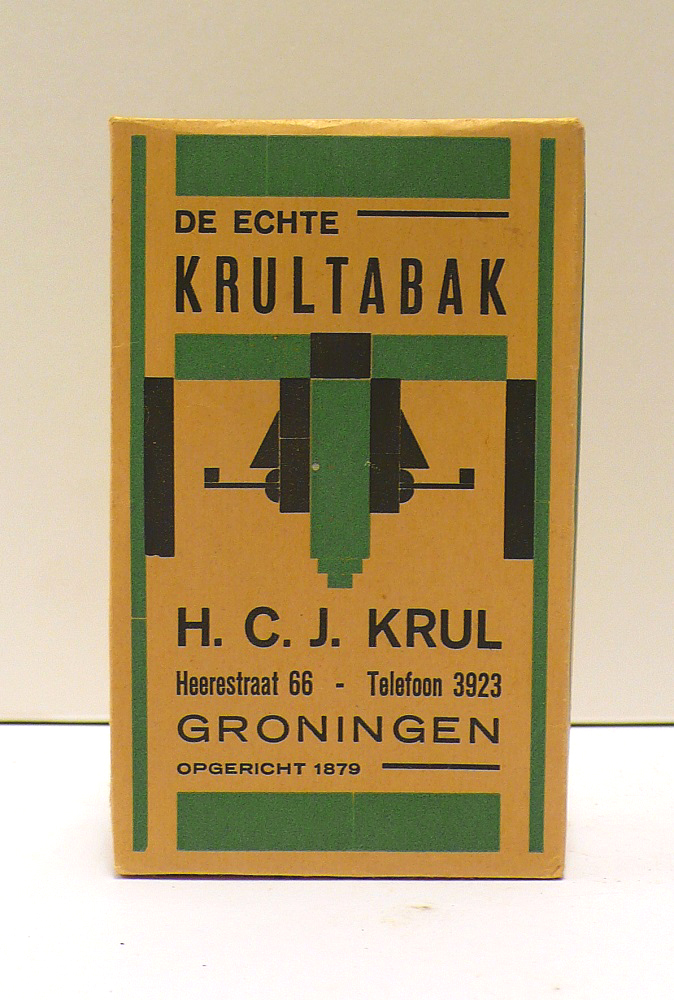 DE ECHTE
KRULTABAK
H. C. J. KRUL
Heerestraat 66 - Telefoon 3923
GRONINGEN
OPGERICHT 1879